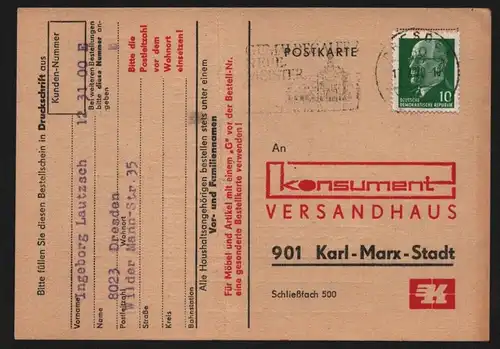 Bitte füllen Sie diesen Bestellschein in Druckschrift aus
Kunden-Nummer
12 31 00 E
Bei weiteren Bestellungen
bitte diese Nummer an-
geben
Ingeborg Lautzsch
Vorname
Name
8023 Dresden
Postleitzahl
Wohnort
Wilder Mann-Str. 35
Straße
Kreis
Bahnstation
Bitte die
Postleitzahl
vor dem
Wohnort
einsetzen!
Alle Haushaltsangehörigen bestellen stets unter einem
Vor- und Familiennamen
Für Möbel und Artikel mit einem „G" vor der Bestell-Nr.
eine gesonderte Bestellkarte verwenden!
POSTKARTE
10
DEUTSCHE
DEMOKRATISCHE REPUBLIK
An
konsument
VERSANDHAUS
901 Karl-Marx-Stadt
Schließfach 500